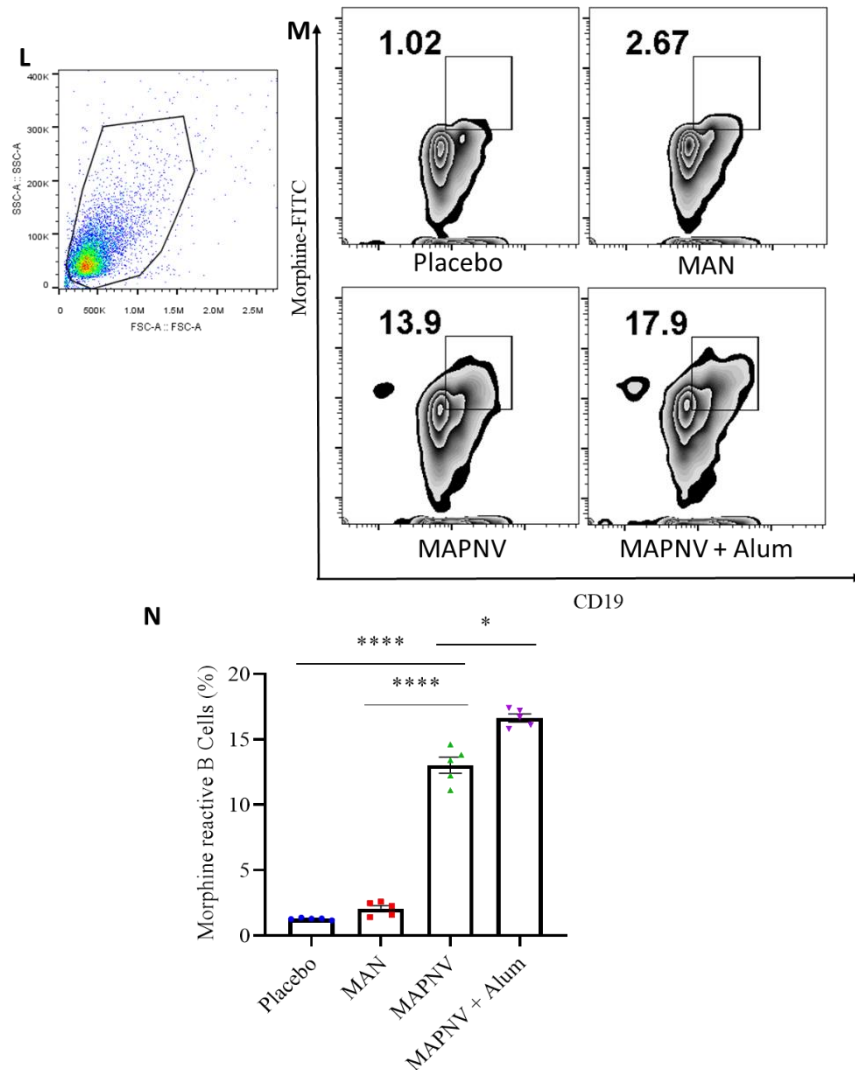 L
400K
300K
200K
100K
0
SSC-A :: SSC-A
0 500K 1.0M 1.5M 2.0M 2.5M
FSC-A :: FSC-A
M
Morphine-FITC
1.02 2.67
Placebo MAN
13.9 17.9
MAPNV MAPNV + Alum
CD19
N
**** *
****
Morphine reactive B Cells (%)
20
15
10
5
0
Placebo
MAN
MAPNV
MAPNV + Alum